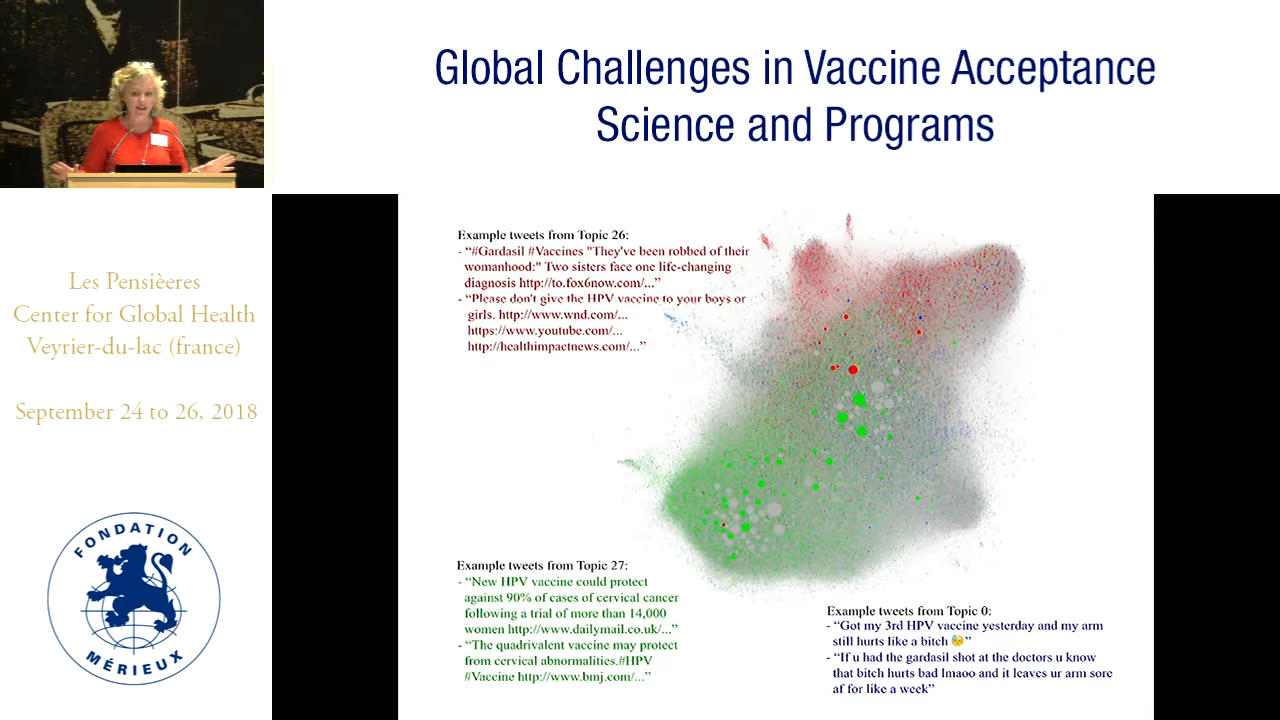 Global Challenges in Vaccine Acceptance
Science and Programs
Les Pensièeres
Center for Global Health
Veyrier-du-lac (france)
September 24 to 26, 2018
FONDATION
MÉRIEUX
Example tweets from Topic 26:
- “#Gardasil #Vaccines "They've been robbed of their
womanhood:" Two sisters face one life-changing
diagnosis http://to.fox6now.com/...”
- “Please don't give the HPV vaccine to your boys or
girls. http://www.wnd.com/...
https://www.youtube.com/...
http://healthimpactnews.com/...”
Example tweets from Topic 27:
- “New HPV vaccine could protect
against 90% of cases of cervical cancer
following a trial of more than 14,000
women http://www.dailymail.co.uk/...”
- “The quadrivalent vaccine may protect
from cervical abnormalities.#HPV
#Vaccine http://www.bmj.com/...”
Example tweets from Topic 0:
- “Got my 3rd HPV vaccine yesterday and my arm
still hurts like a bitch 😓”
- “If u had the gardasil shot at the doctors u know
that bitch hurts bad lmaoo and it leaves ur arm sore
af for like a week”